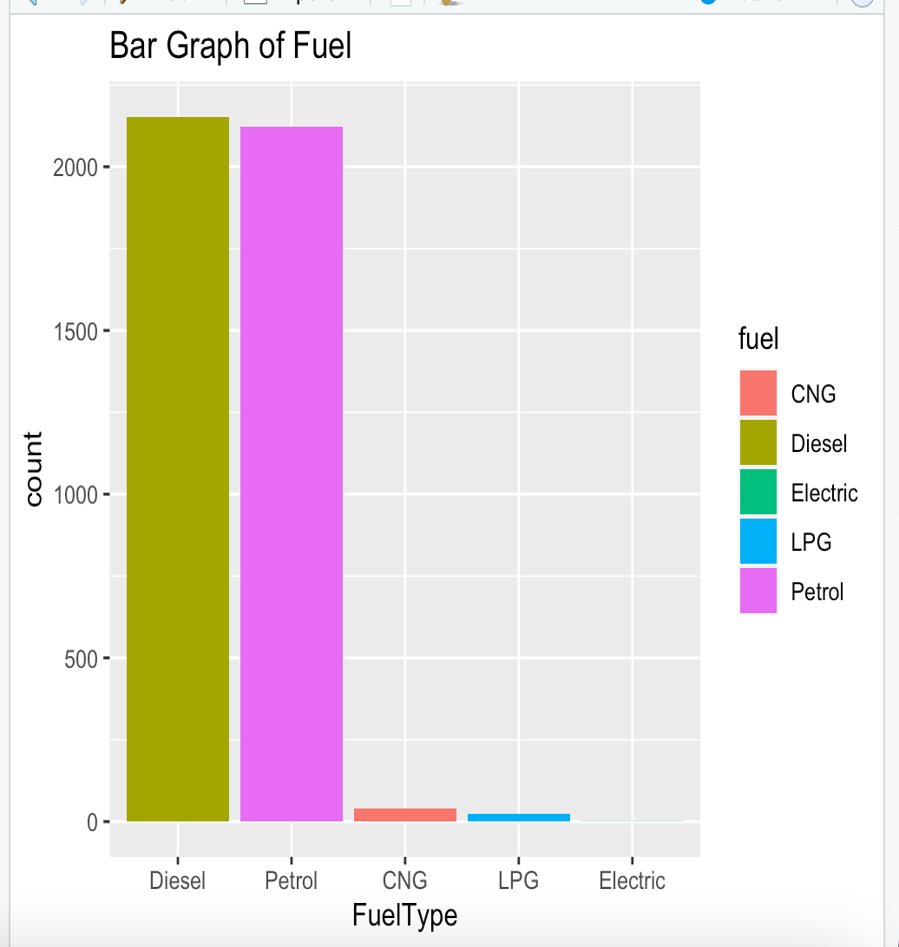 Bar Graph of Fuel
2000
1500
1000
500
0
count
Diesel
Petrol
CNG
LPG
Electric
FuelType
fuel
CNG
Diesel
Electric
LPG
Petrol